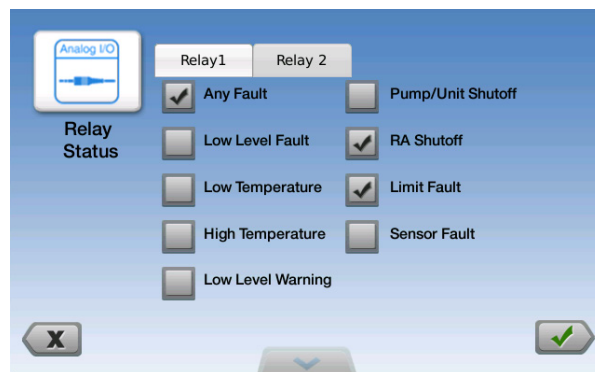 Analog I/O
Relay
Status
Relay1
Relay 2
Any Fault
Pump/Unit Shutoff
Low Level Fault
RA Shutoff
Low Temperature
Limit Fault
High Temperature
Sensor Fault
Low Level Warning
X